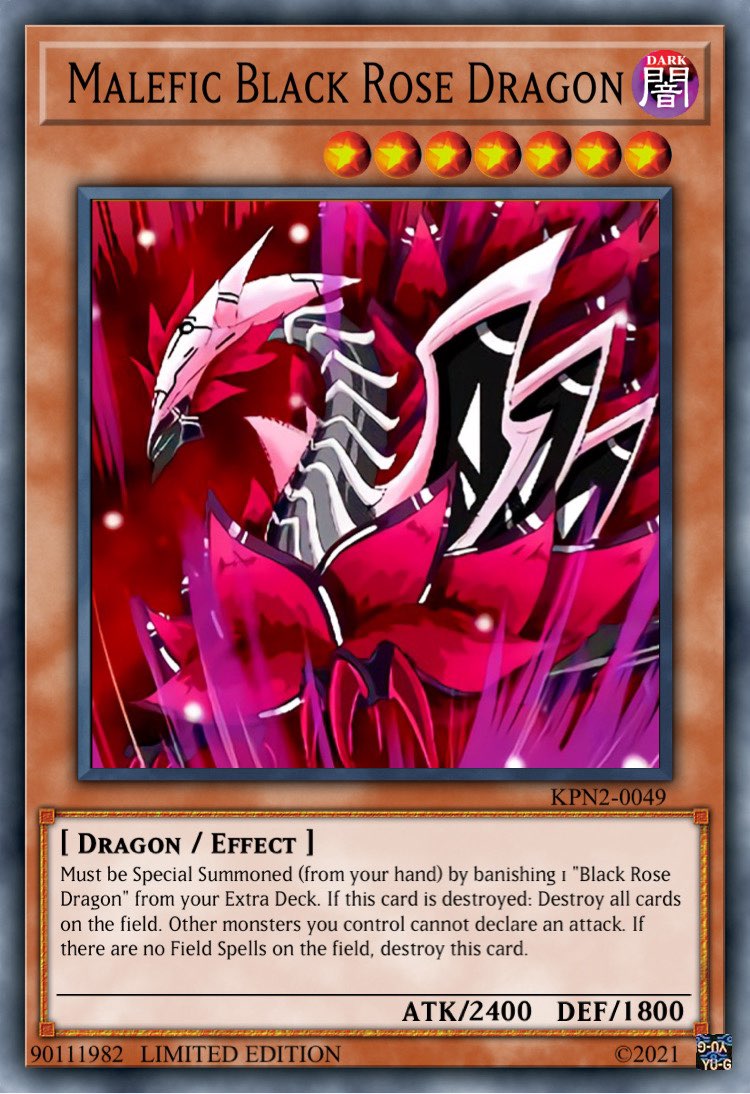 Malefic Black Rose Dragon
DARK
闇
KPN2-0049
[ Dragon / Effect ]
Must be Special Summoned (from your hand) by banishing 1 "Black Rose
Dragon" from your Extra Deck. If this card is destroyed: Destroy all cards
on the field. Other monsters you control cannot declare an attack. If
there are no Field Spells on the field, destroy this card.
ATK/2400 DEF/1800
90111982 LIMITED EDITION ©2021
YU-G
YU-G